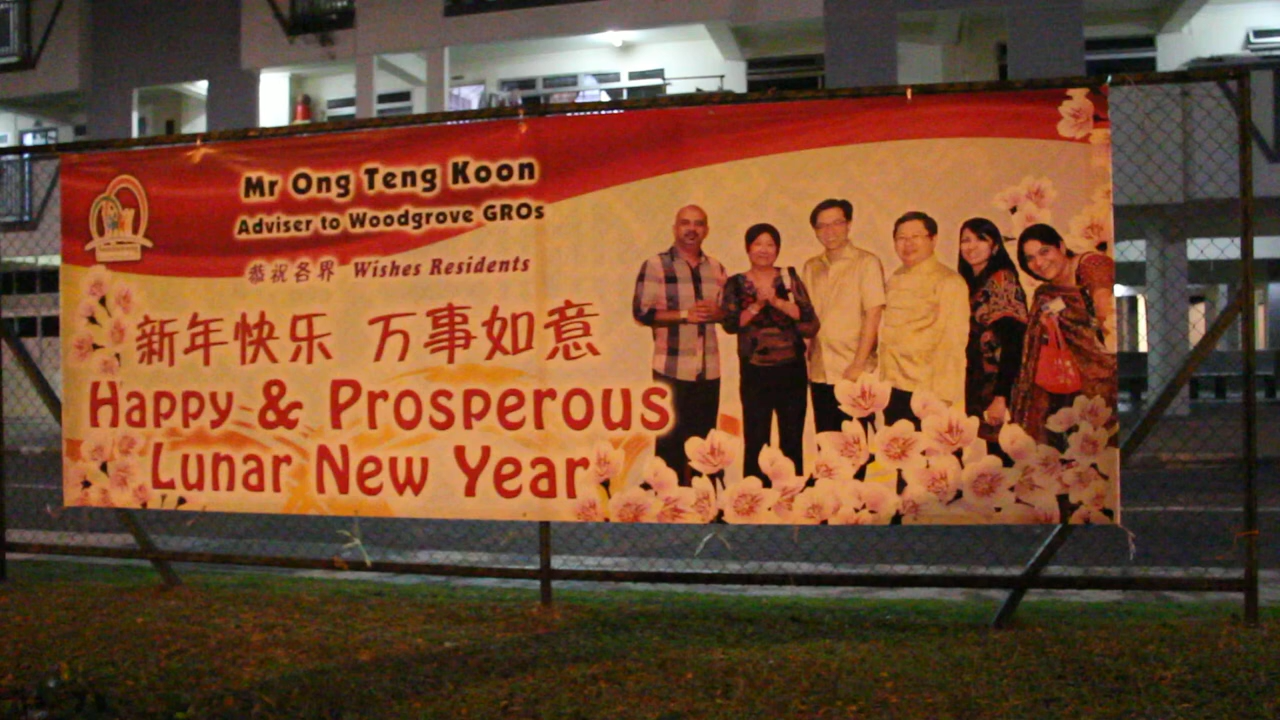 Mr Ong Teng Koon
Adviser to Woodgrove GROs
恭祝各界 Wishes Residents
新年快乐 万事如意
Happy & Prosperous
Lunar New Year